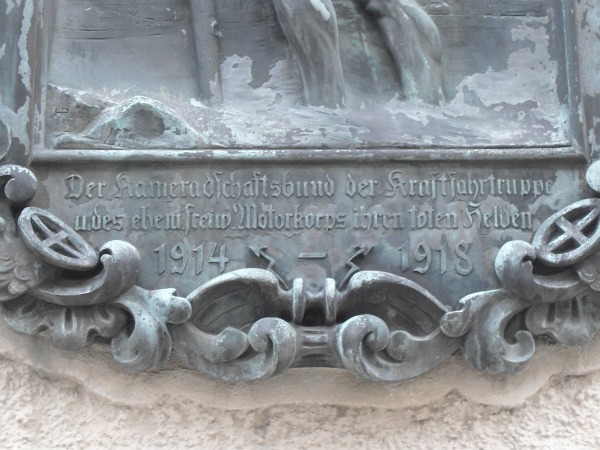 Der Kameradschaftsbund der Kraftfahrtruppe
u. des ehem. freiw. Motorkorps ihren toten Helden
1914 - 1918